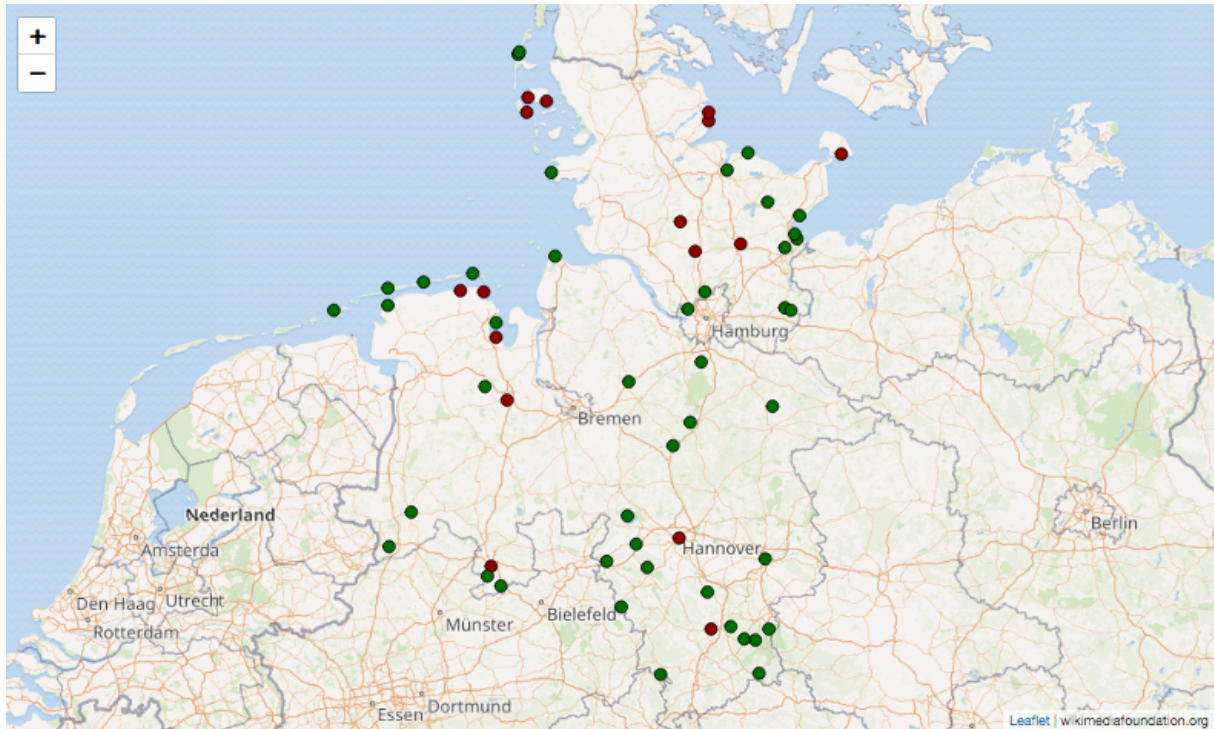 +
−
Hamburg
Bremen
Nederland
Berlin
Amsterda
Hannover
Den Haag
Utrecht
Bielefeld
Münster
Rotterdam
Dortmund
Essen
Leaflet | wikimediafoundation.org